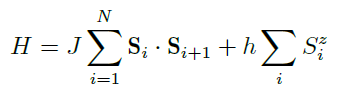 $H = J \sum_{i=1}^{N} \mathbf{S}_i \cdot \mathbf{S}_{i+1} + h \sum_{i} S_i^z$